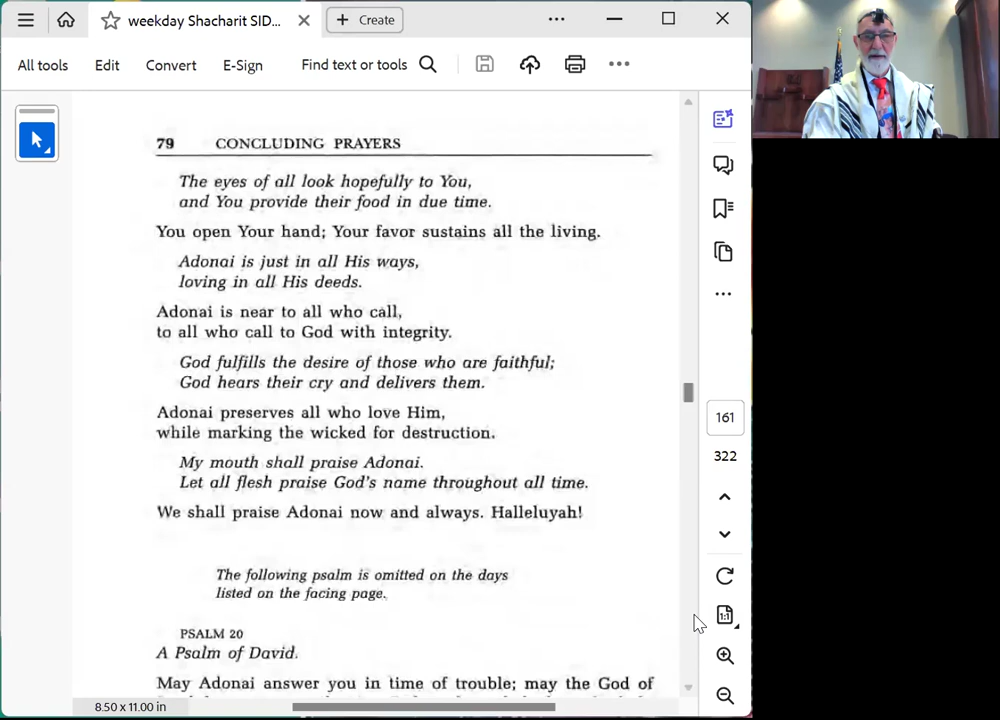 weekday Shacharit SID...
Create
All tools
Edit
Convert
E-Sign
Find text or tools
79 CONCLUDING PRAYERS
The eyes of all look hopefully to You,
and You provide their food in due time.
You open Your hand; Your favor sustains all the living.
Adonai is just in all His ways,
loving in all His deeds.
Adonai is near to all who call,
to all who call to God with integrity.
God fulfills the desire of those who are faithful;
God hears their cry and delivers them.
Adonai preserves all who love Him,
while marking the wicked for destruction.
My mouth shall praise Adonai.
Let all flesh praise God's name throughout all time.
We shall praise Adonai now and always. Halleluyah!
The following psalm is omitted on the days
listed on the facing page.
PSALM 20
A Psalm of David.
May Adonai answer you in time of trouble; may the God of
161
322
1:1
8.50 x 11.00 in